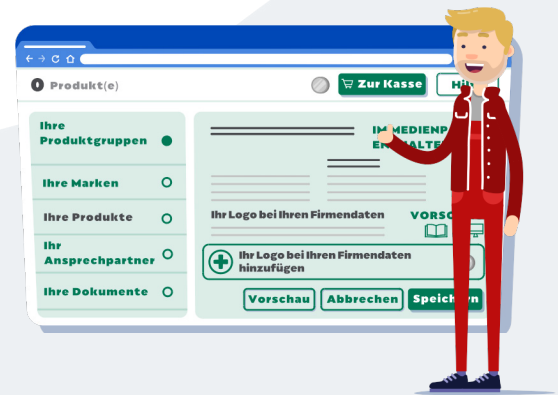 0 Produkt(e)
Zur Kasse
Ihre
Produktgruppen
Ihre Marken
Ihre Produkte
Ihr
Ansprechpartner
Ihre Dokumente
Ihr Logo bei Ihren Firmendaten
Ihr Logo bei Ihren Firmendaten
hinzufügen
Vorschau
Abbrechen